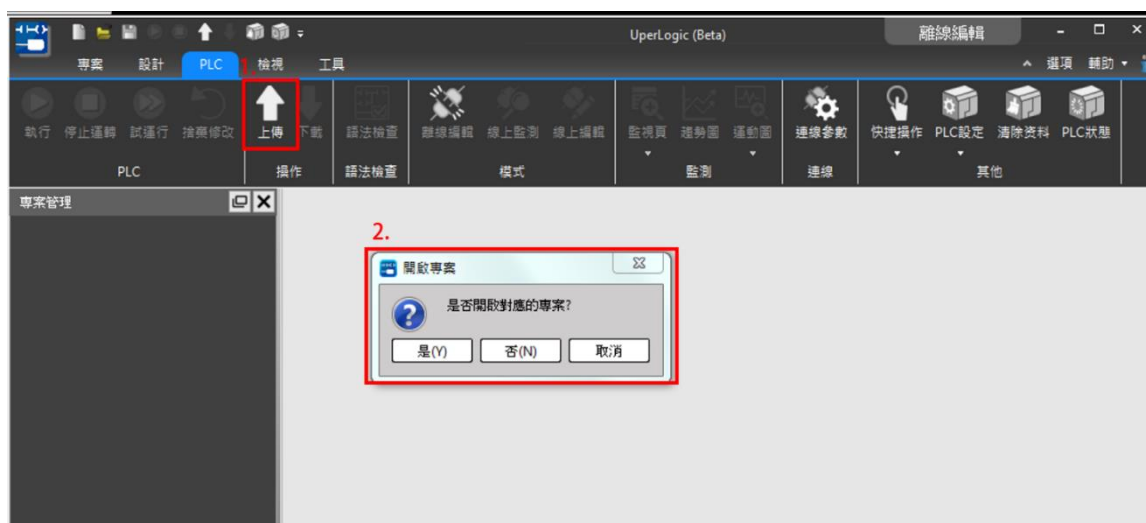 UperLogic (Beta)
離線編輯
專案 設計 PLC 檢視 工具
選項 輔助
1.
執行 停止運轉 試運行 捨棄修改 上傳 下載 語法檢查 離線編輯 線上監測 線上編輯 監視頁 趨勢圖 運動圖 連線參數 快捷操作 PLC設定 清除資料 PLC狀態
PLC 操作 語法檢查 模式 監測 連線 其他
專案管理
2.
開啟專案
是否開啟對應的專案?
是(Y) 否(N) 取消